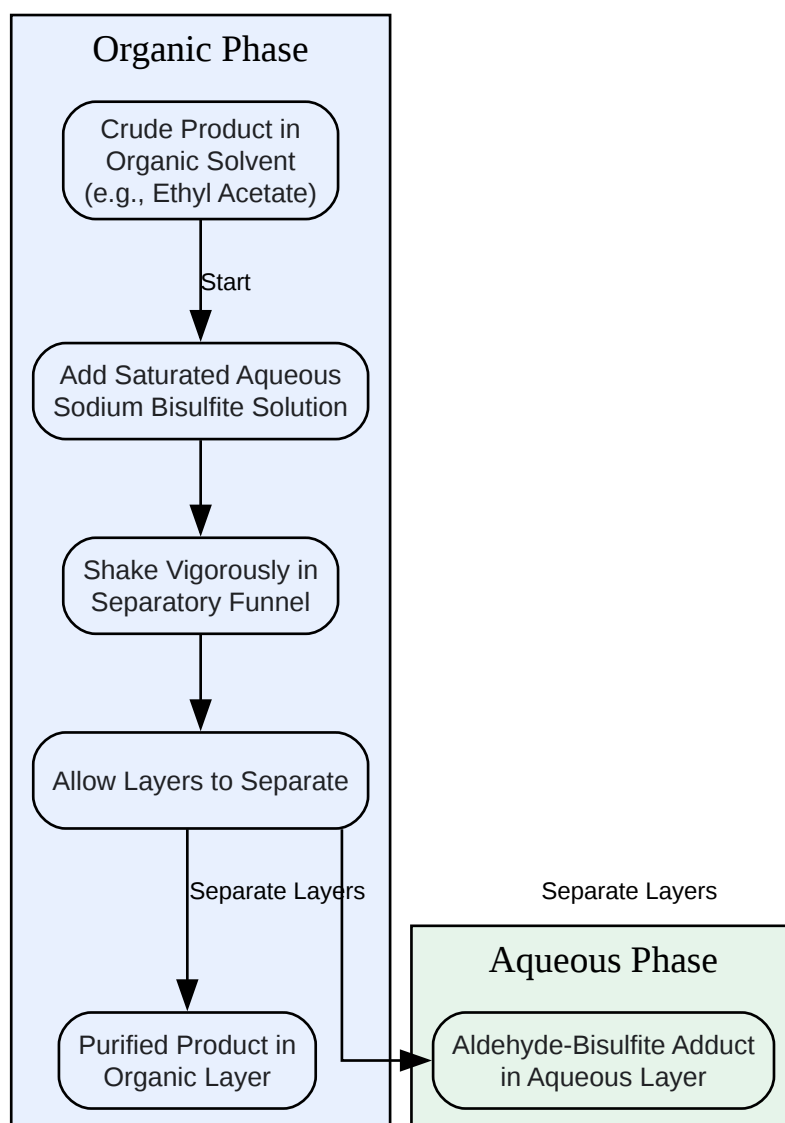 Organic Phase
Crude Product in
Organic Solvent
(e.g., Ethyl Acetate)
Start
Add Saturated Aqueous
Sodium Bisulfite Solution
Shake Vigorously in
Separatory Funnel
Allow Layers to Separate
Separate Layers
Separate Layers
Aqueous Phase
Purified Product in
Organic Layer
Aldehyde-Bisulfite Adduct
in Aqueous Layer